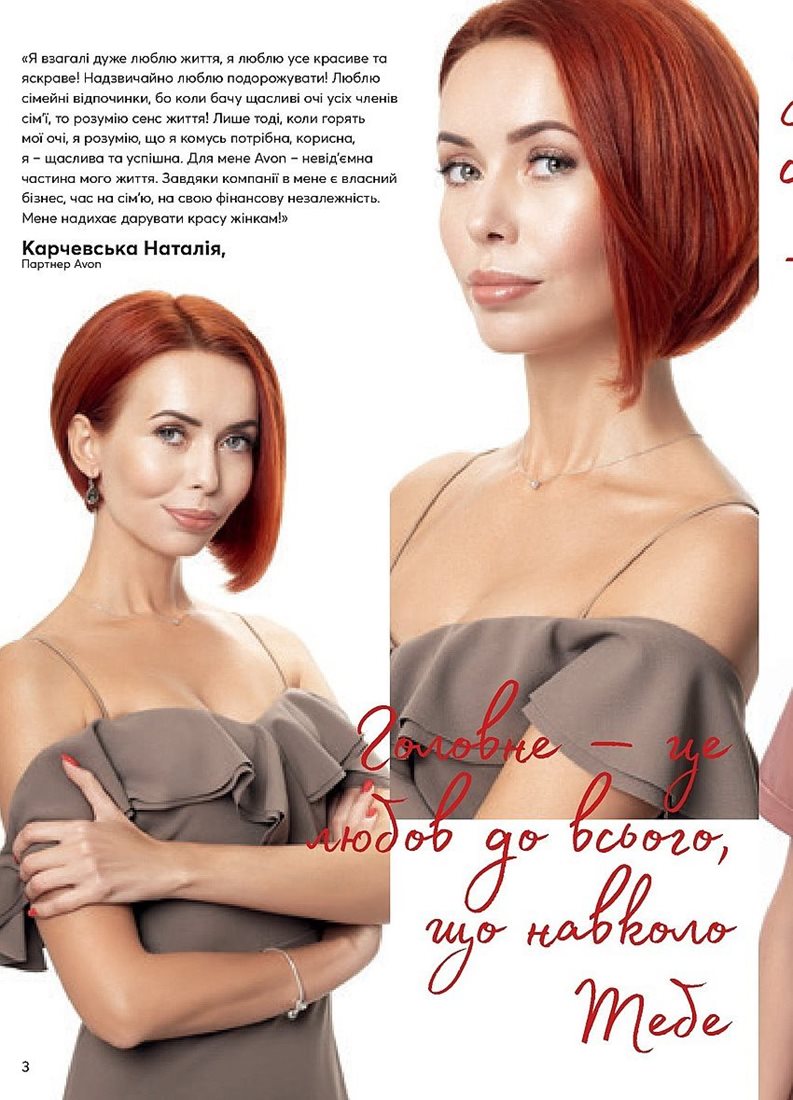 «Я взагалі дуже люблю життя, я люблю усе красиве та
яскраве! Надзвичайно люблю подорожувати! Люблю
сімейні відпочинки, бо коли бачу щасливі очі усіх членів
сім’ї, то розумію сенс життя! Лише тоді, коли горять
мої очі, я розумію, що я комусь потрібна, корисна,
я – щаслива та успішна. Для мене Avon – невід’ємна
частина мого життя. Завдяки компанії в мене є власний
бізнес, час на сім’ю, на свою фінансову незалежність.
Мене надихає дарувати красу жінкам!»
Карчевська Наталія,
Партнер Avon
Головне – це
любов до всього,
що навколо
Тебе
3